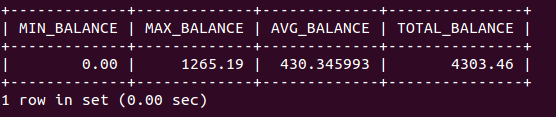 +-------------+-------------+-------------+---------------+
| MIN_BALANCE | MAX_BALANCE | AVG_BALANCE | TOTAL_BALANCE |
+-------------+-------------+-------------+---------------+
|        0.00 |     1265.19 |  430.345993 |       4303.46 |
+-------------+-------------+-------------+---------------+
1 row in set (0.00 sec)